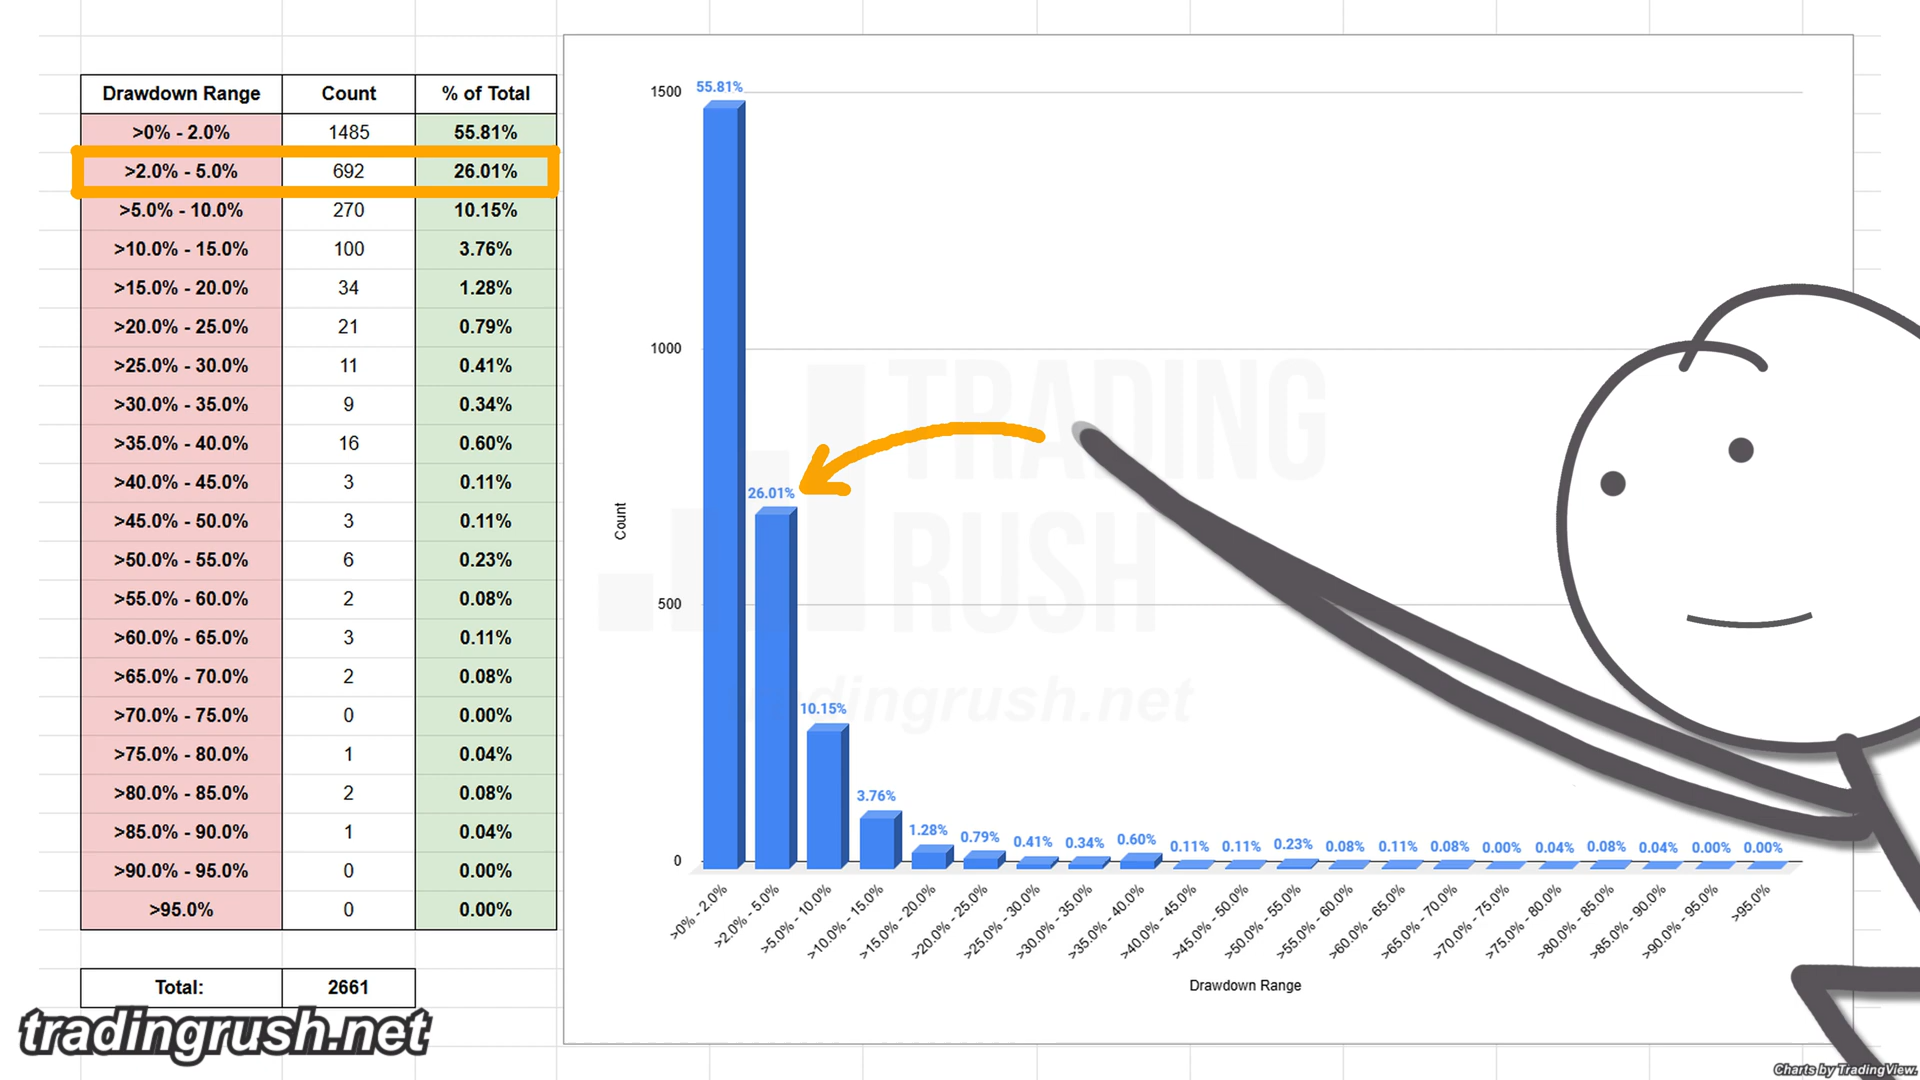 Drawdown Range Count % of Total
>0% - 2.0% 1485 55.81%
>2.0% - 5.0% 692 26.01%
>5.0% - 10.0% 270 10.15%
>10.0% - 15.0% 100 3.76%
>15.0% - 20.0% 34 1.28%
>20.0% - 25.0% 21 0.79%
>25.0% - 30.0% 11 0.41%
>30.0% - 35.0% 9 0.34%
>35.0% - 40.0% 16 0.60%
>40.0% - 45.0% 3 0.11%
>45.0% - 50.0% 3 0.11%
>50.0% - 55.0% 6 0.23%
>55.0% - 60.0% 2 0.08%
>60.0% - 65.0% 3 0.11%
>65.0% - 70.0% 2 0.08%
>70.0% - 75.0% 0 0.00%
>75.0% - 80.0% 1 0.04%
>80.0% - 85.0% 2 0.08%
>85.0% - 90.0% 1 0.04%
>90.0% - 95.0% 0 0.00%
>95.0% 0 0.00%
Total: 2661
tradingrush.net
1500
1000
500
0
Count
55.81%
26.01%
10.15%
3.76%
1.28%
0.79%
0.41%
0.34%
0.60%
0.11%
0.11%
0.23%
0.08%
0.11%
0.08%
0.00%
0.04%
0.08%
0.04%
0.00%
0.00%
TRADING
RUSH
tradingrush.net
>0% - 2.0%
>2.0% - 5.0%
>5.0% - 10.0%
>10.0% - 15.0%
>15.0% - 20.0%
>20.0% - 25.0%
>25.0% - 30.0%
>30.0% - 35.0%
>35.0% - 40.0%
>40.0% - 45.0%
>45.0% - 50.0%
>50.0% - 55.0%
>55.0% - 60.0%
>60.0% - 65.0%
>65.0% - 70.0%
>70.0% - 75.0%
>75.0% - 80.0%
>80.0% - 85.0%
>85.0% - 90.0%
>90.0% - 95.0%
>95.0%
Drawdown Range
Charts by TradingView.